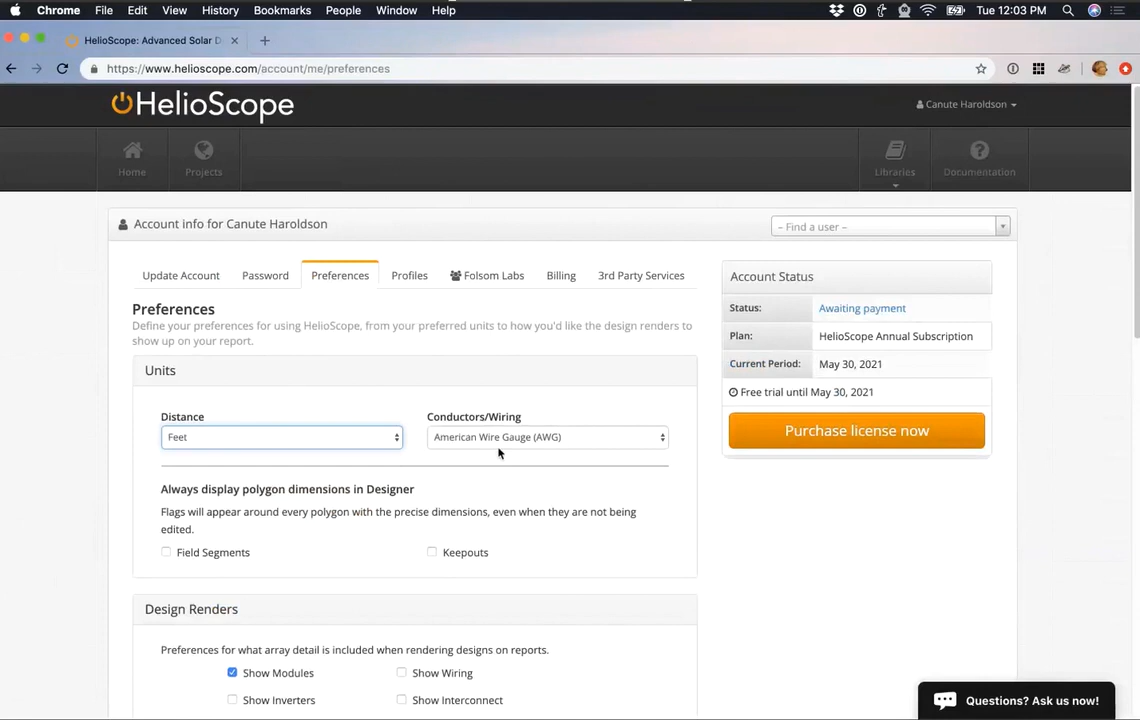 Chrome File Edit View History Bookmarks People Window Help Tue 12:03 PM
HelioScope: Advanced Solar D
https://www.helioscope.com/account/me/preferences
HelioScope
Canute Haroldson
Home Projects Libraries Documentation
Account info for Canute Haroldson
– Find a user –
Update Account Password Preferences Profiles Folsom Labs Billing 3rd Party Services
Preferences
Define your preferences for using HelioScope, from your preferred units to how you'd like the design renders to
show up on your report.
Units
Distance Conductors/Wiring
Feet American Wire Gauge (AWG)
Always display polygon dimensions in Designer
Flags will appear around every polygon with the precise dimensions, even when they are not being
edited.
Field Segments Keepouts
Design Renders
Preferences for what array detail is included when rendering designs on reports.
Show Modules Show Wiring
Show Inverters Show Interconnect
Account Status
Status: Awaiting payment
Plan: HelioScope Annual Subscription
Current Period: May 30, 2021
Free trial until May 30, 2021
Purchase license now
Questions? Ask us now!